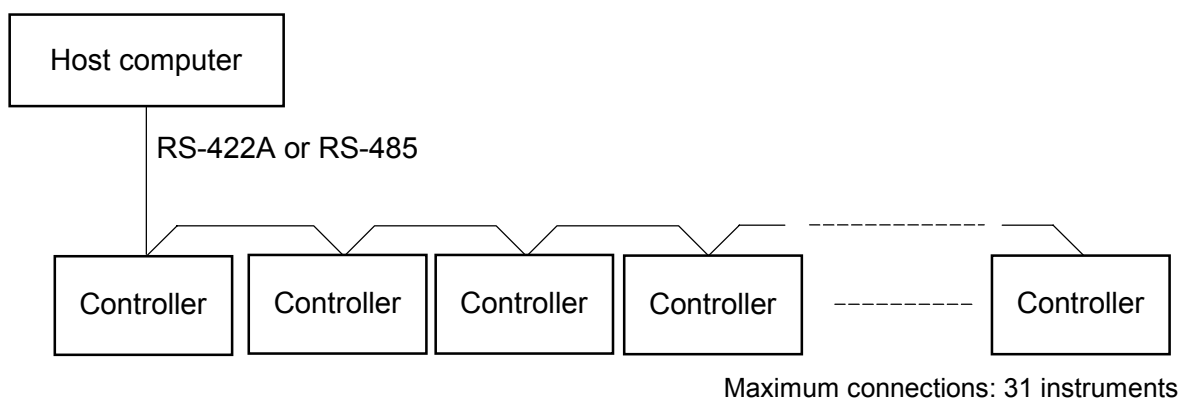 Host computer
RS-422A or RS-485
Controller Controller Controller Controller Controller
Maximum connections: 31 instruments